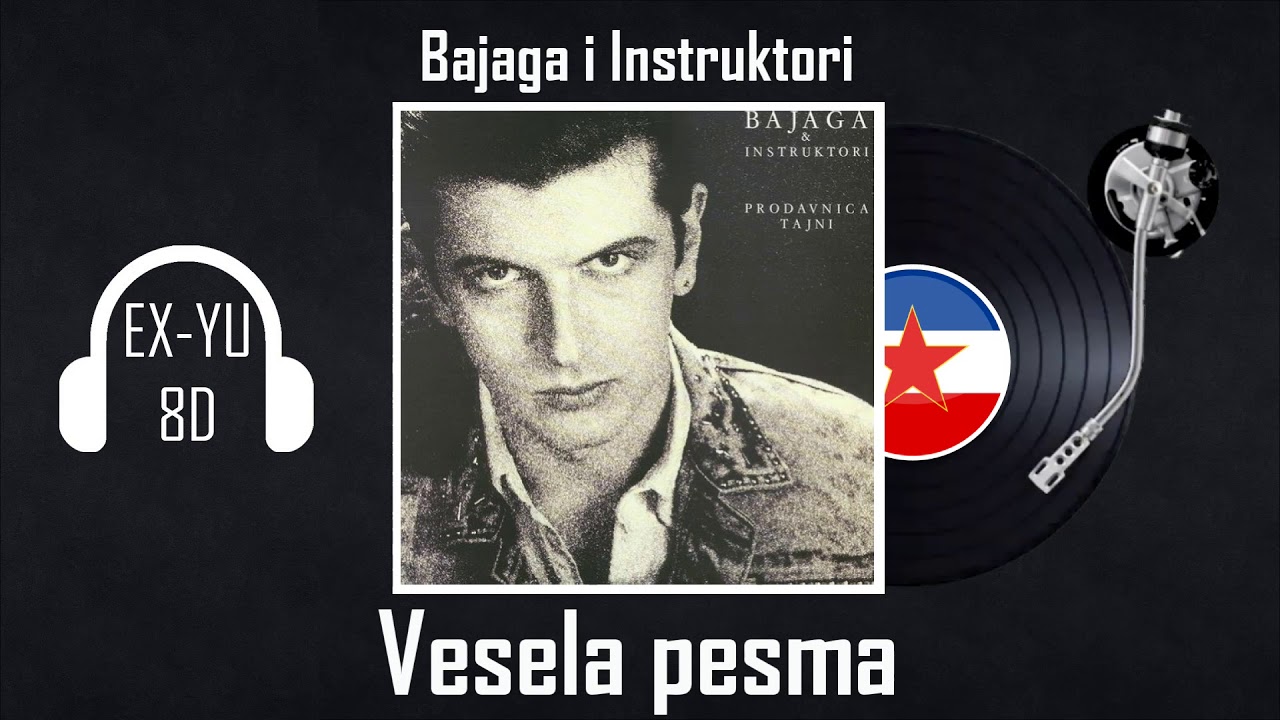 Bajaga i Instruktori
BAJAGA
&
INSTRUKTORI
PRODAVNICA
TAJNI
EX-YU
8D
Vesela pesma